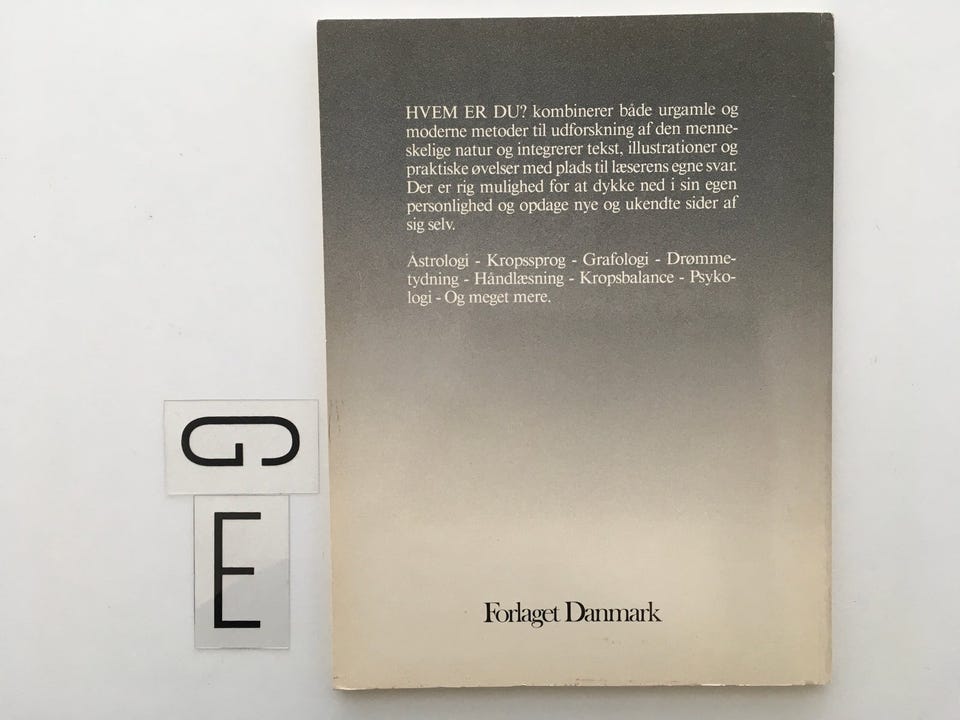 HVEM ER DU? kombinerer både urgamle og
moderne metoder til udforskning af den menne-
skelige natur og integrerer tekst, illustrationer og
praktiske øvelser med plads til læserens egne svar.
Der er rig mulighed for at dykke ned i sin egen
personlighed og opdage nye og ukendte sider af
sig selv.
Astrologi - Kropssprog - Grafologi - Drømme-
tydning - Håndlæsning - Kropsbalance - Psyko-
logi - Og meget mere.
G
E
Forlaget Danmark